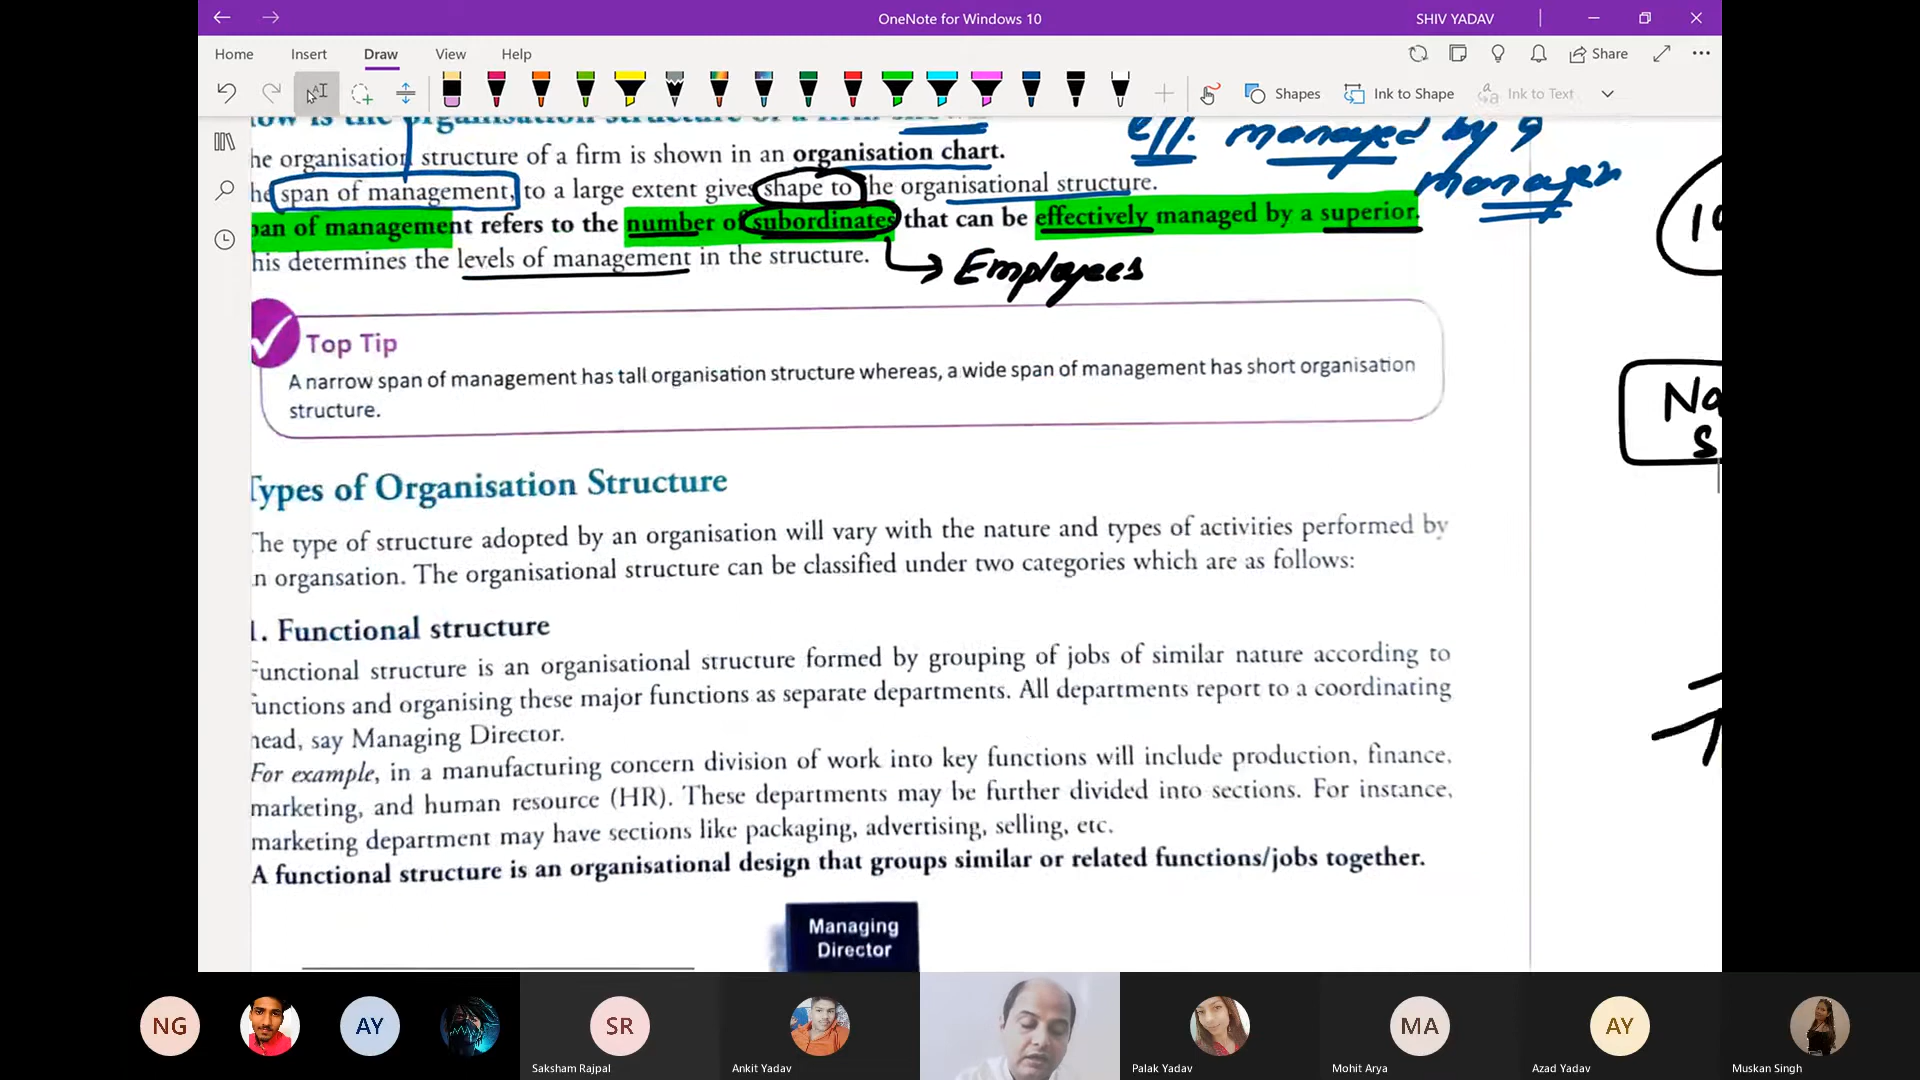 OneNote for Windows 10
SHIV YADAV
Home
Insert
Draw
View
Help
Share
Shapes
Ink to Shape
Ink to Text
organisation structure of a firm
eff. managed by a
manager
he organisation structure of a firm is shown in an organisation chart.
he span of management, to a large extent gives shape to the organisational structure.
pan of management refers to the number of subordinates that can be effectively managed by a superior.
his determines the levels of management in the structure.
Employees
10
Top Tip
A narrow span of management has tall organisation structure whereas, a wide span of management has short organisation
structure.
Na
S
Types of Organisation Structure
The type of structure adopted by an organisation will vary with the nature and types of activities performed by
n organsation. The organisational structure can be classified under two categories which are as follows:
1. Functional structure
Functional structure is an organisational structure formed by grouping of jobs of similar nature according to
functions and organising these major functions as separate departments. All departments report to a coordinating
head, say Managing Director.
For example, in a manufacturing concern division of work into key functions will include production, finance,
marketing, and human resource (HR). These departments may be further divided into sections. For instance,
marketing department may have sections like packaging, advertising, selling, etc.
A functional structure is an organisational design that groups similar or related functions/jobs together.
Managing
Director
NG
AY
SR
MA
AY
Saksham Rajpal
Ankit Yadav
Palak Yadav
Mohit Arya
Azad Yadav
Muskan Singh